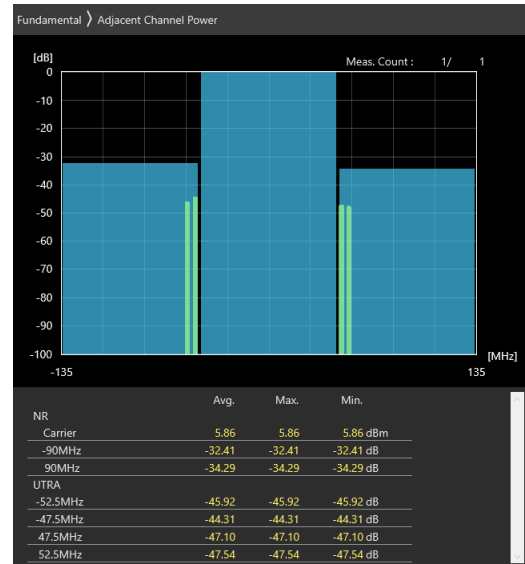 Fundamental ⟩ Adjacent Channel Power
[dB]
Meas. Count : 1/ 1
0
-10
-20
-30
-40
-50
-60
-70
-80
-90
-100
[MHz]
-135 135
Avg. Max. Min.
NR
Carrier 5.86 5.86 5.86 dBm
-90MHz -32.41 -32.41 -32.41 dB
90MHz -34.29 -34.29 -34.29 dB
UTRA
-52.5MHz -45.92 -45.92 -45.92 dB
-47.5MHz -44.31 -44.31 -44.31 dB
47.5MHz -47.10 -47.10 -47.10 dB
52.5MHz -47.54 -47.54 -47.54 dB